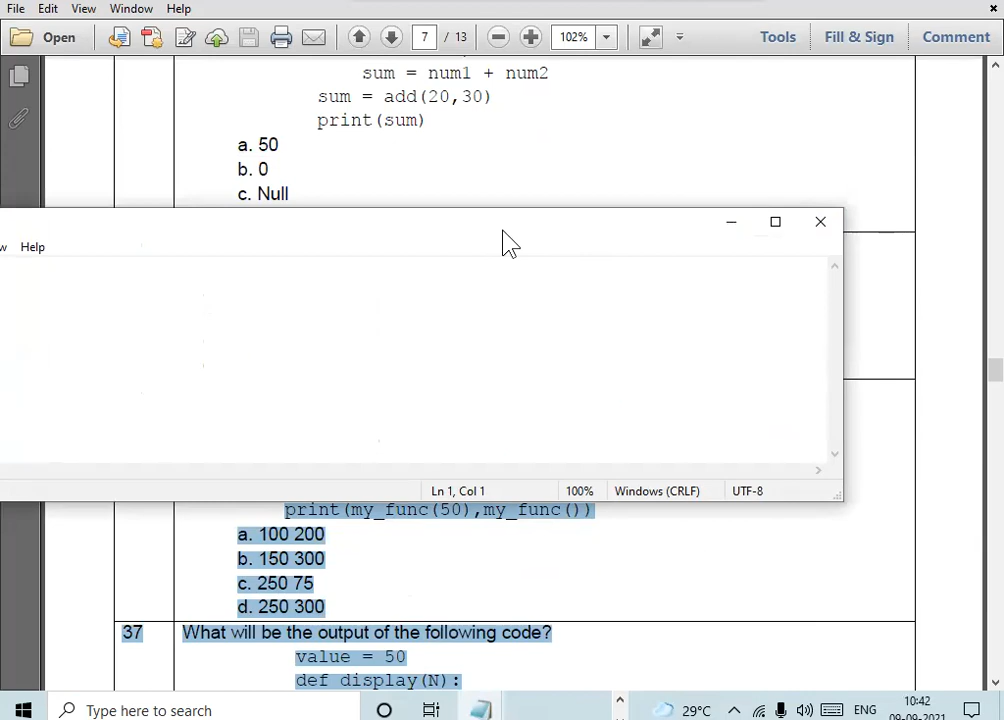 File Edit View Window Help
Open 7 / 13 102% Tools Fill & Sign Comment
sum = num1 + num2
sum = add(20,30)
print(sum)
a. 50
b. 0
c. Null
w Help
Ln 1, Col 1 100% Windows (CRLF) UTF-8
print(my_func(50),my_func())
a. 100 200
b. 150 300
c. 250 75
d. 250 300
37 What will be the output of the following code?
value = 50
def display(N):
Type here to search 29°C ENG 10:42
09-09-2021